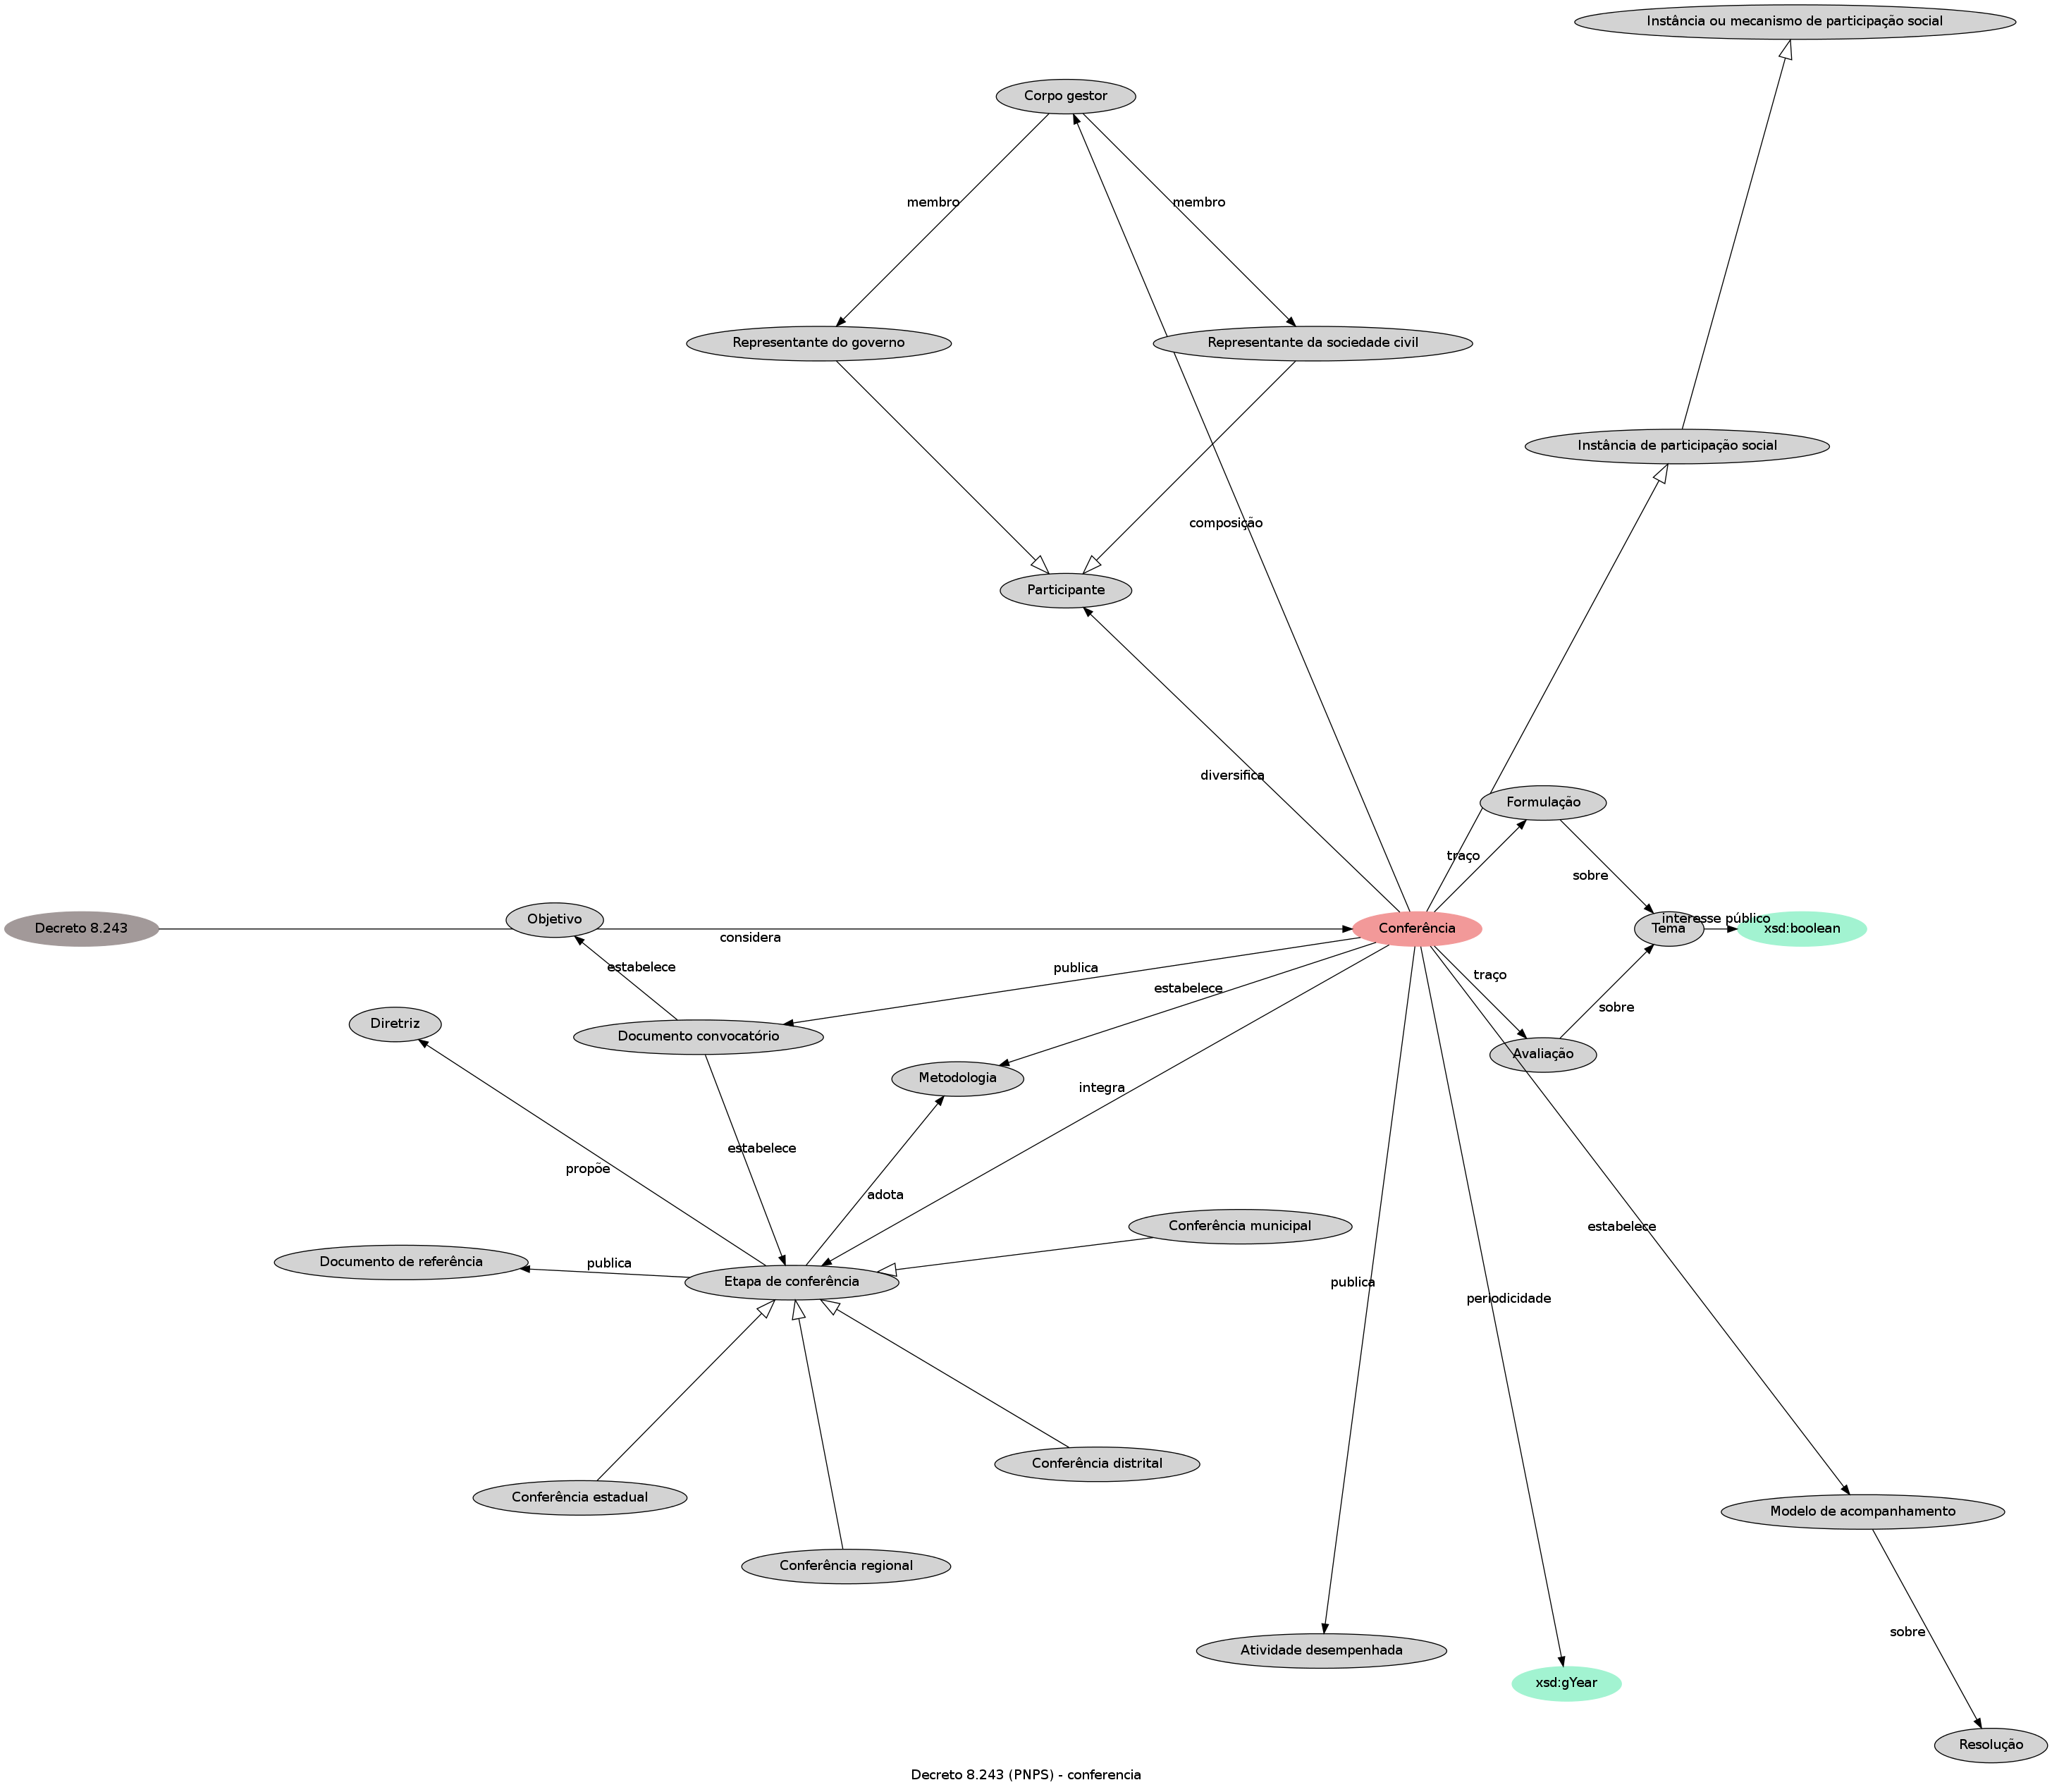 Instância ou mecanismo de participação social
Corpo gestor
membro
membro
Representante do governo
Representante da sociedade civil
Instância de participação social
composição
Participante
diversifica
Formulação
traço
sobre
interesse público
Objetivo
Decreto 8.243
considera
Conferência
Tema
xsd:boolean
estabelece
publica
traço
estabelece
sobre
Diretriz
Documento convocatório
Avaliação
Metodologia
integra
estabelece
propõe
adota
Conferência municipal
estabelece
Documento de referência
publica
Etapa de conferência
publica
periodicidade
Conferência distrital
Conferência estadual
Modelo de acompanhamento
Conferência regional
sobre
Atividade desempenhada
xsd:gYear
Resolução
Decreto 8.243 (PNPS) - conferencia